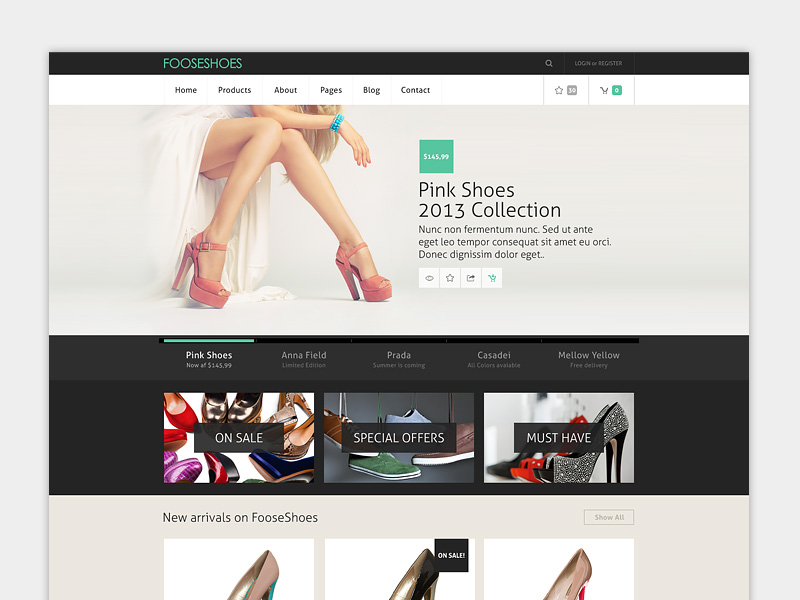 FOOSESHOES
LOGIN or REGISTER
Home Products About Pages Blog Contact
30 0
$145,99
Pink Shoes
2013 Collection
Nunc non fermentum nunc. Sed ut ante
eget leo tempor consequat sit amet eu orci.
Donec dignissim dolor eget..
Pink Shoes Anna Field Prada Casadei Mellow Yellow
Now af $145,99 Limited Edition Summer is coming All Colors avaiable Free delivery
ON SALE SPECIAL OFFERS MUST HAVE
New arrivals on FooseShoes Show All
ON SALE!